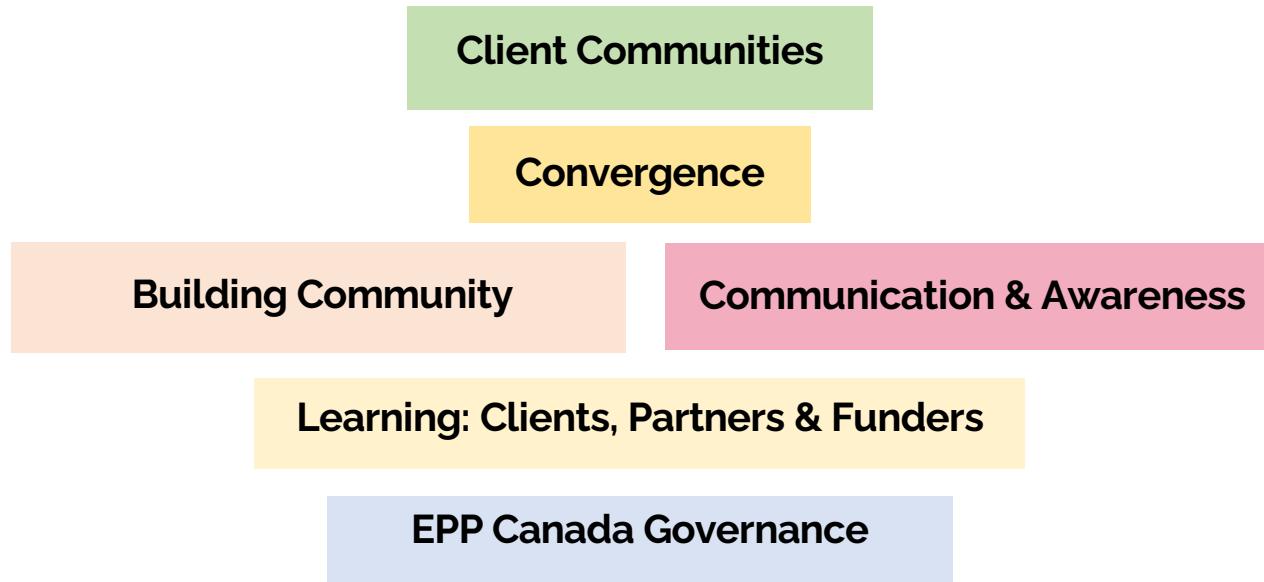 Client Communities
Convergence
Building Community
Communication & Awareness
Learning: Clients, Partners & Funders
EPP Canada Governance